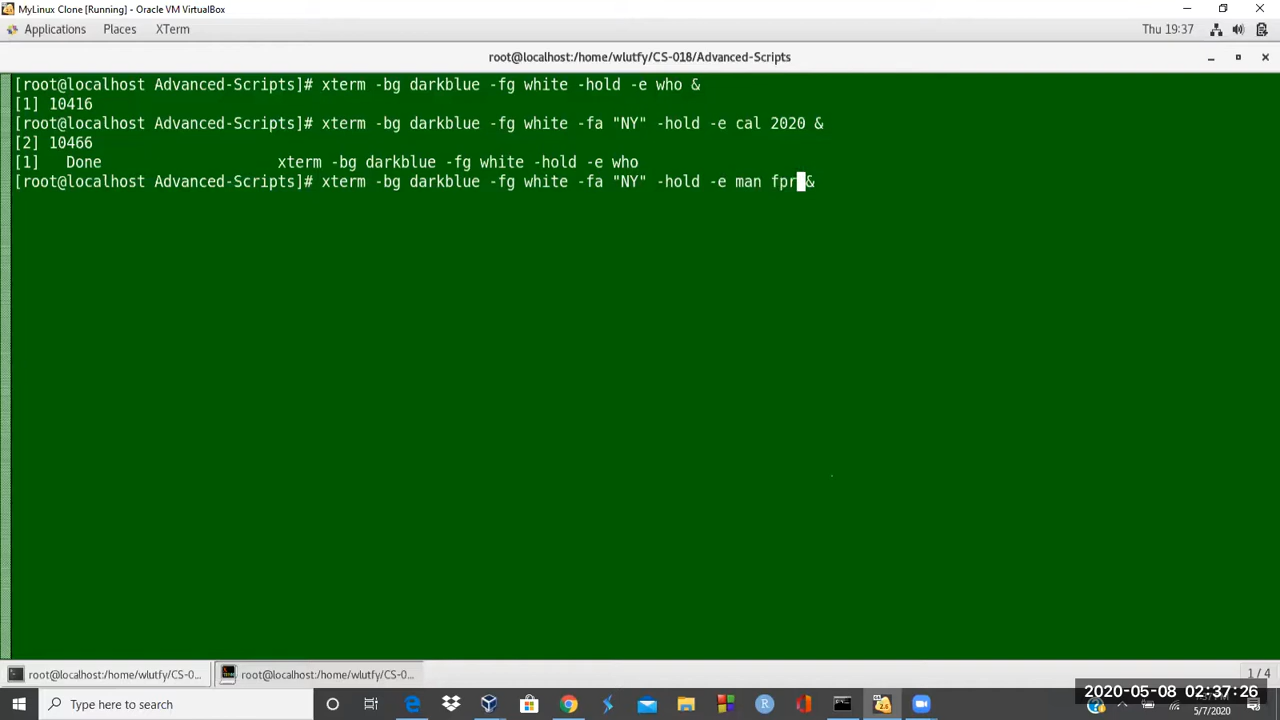 MyLinux Clone [Running] - Oracle VM VirtualBox
Applications Places XTerm Thu 19:37
root@localhost:/home/wlutfy/CS-018/Advanced-Scripts
[root@localhost Advanced-Scripts]# xterm -bg darkblue -fg white -hold -e who &
[1] 10416
[root@localhost Advanced-Scripts]# xterm -bg darkblue -fg white -fa "NY" -hold -e cal 2020 &
[2] 10466
[1] Done xterm -bg darkblue -fg white -hold -e who
[root@localhost Advanced-Scripts]# xterm -bg darkblue -fg white -fa "NY" -hold -e man fpr &
root@localhost:/home/wlutfy/CS-0... root@localhost:/home/wlutfy/CS-0... 1 / 4
Type here to search
2020-05-08 02:37:26
5/7/2020